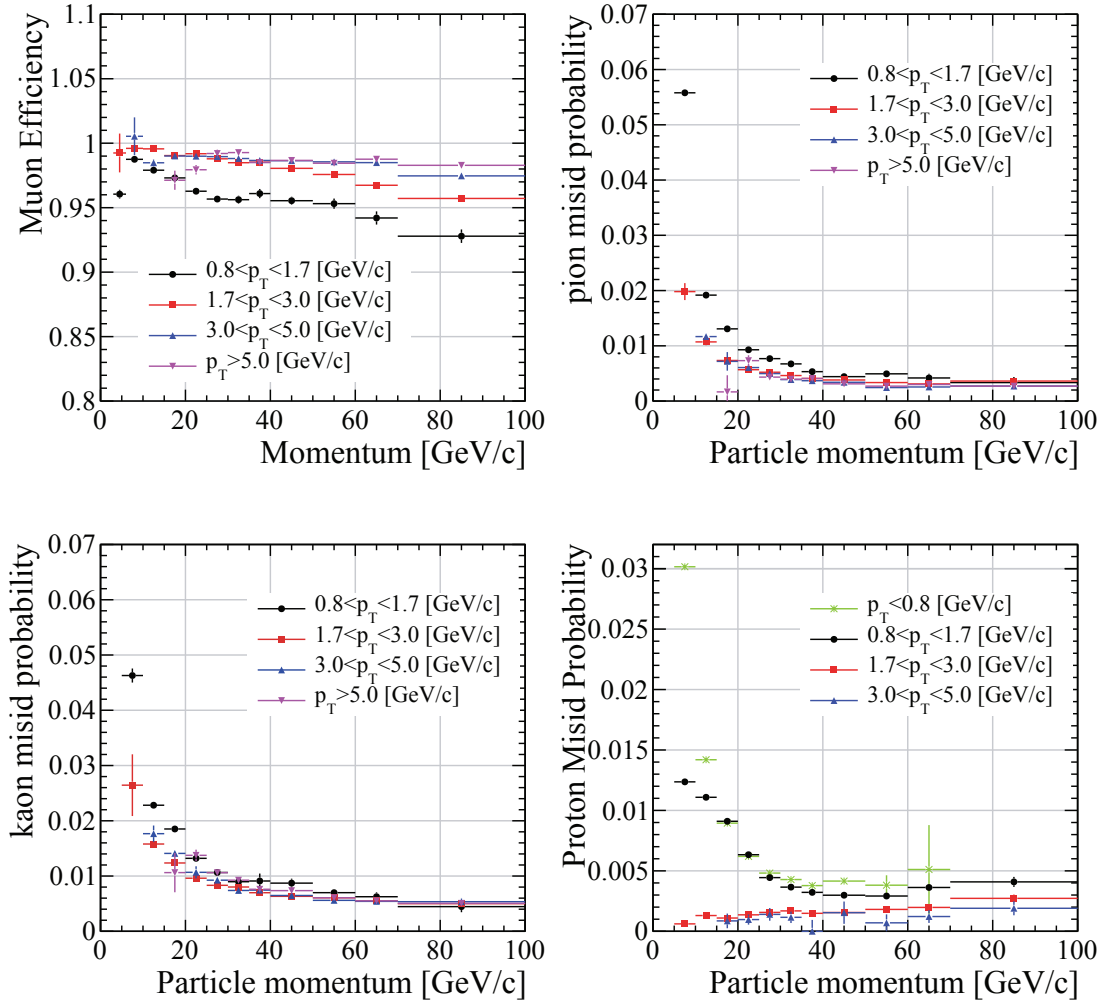 Muon Efficiency
1.1
1.05
1
0.95
0.9
0.85
0.8
0.8<p_T<1.7 [GeV/c]
1.7<p_T<3.0 [GeV/c]
3.0<p_T<5.0 [GeV/c]
p_T>5.0 [GeV/c]
0 20 40 60 80 100
Momentum [GeV/c]
pion misid probability
0.07
0.06
0.05
0.04
0.03
0.02
0.01
0
0.8<p_T<1.7 [GeV/c]
1.7<p_T<3.0 [GeV/c]
3.0<p_T<5.0 [GeV/c]
p_T>5.0 [GeV/c]
0 20 40 60 80 100
Particle momentum [GeV/c]
kaon misid probability
0.07
0.06
0.05
0.04
0.03
0.02
0.01
0
0.8<p_T<1.7 [GeV/c]
1.7<p_T<3.0 [GeV/c]
3.0<p_T<5.0 [GeV/c]
p_T>5.0 [GeV/c]
0 20 40 60 80 100
Particle momentum [GeV/c]
Proton Misid Probability
0.03
0.025
0.02
0.015
0.01
0.005
0
p_T<0.8 [GeV/c]
0.8<p_T<1.7 [GeV/c]
1.7<p_T<3.0 [GeV/c]
3.0<p_T<5.0 [GeV/c]
0 20 40 60 80 100
Particle momentum [GeV/c]